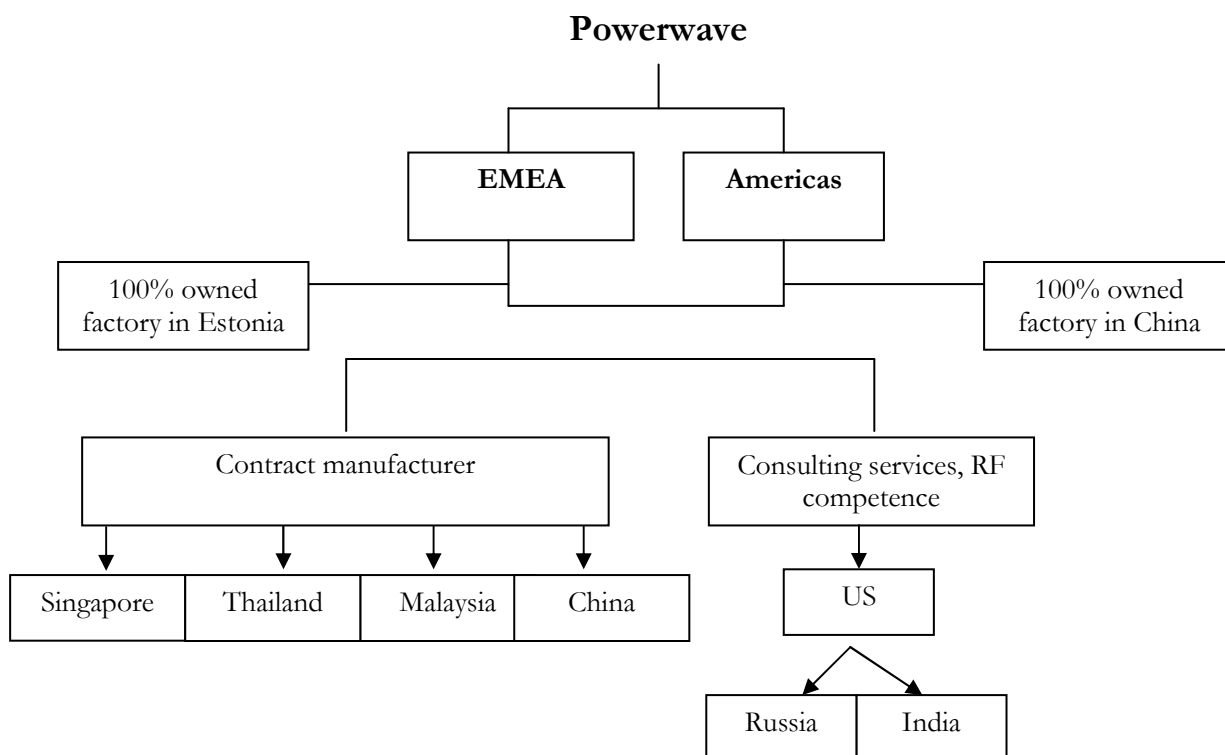 Powerwave
EMEA
Americas
100% owned
factory in Estonia
100% owned
factory in China
Contract manufacturer
Consulting services, RF
competence
Singapore
Thailand
Malaysia
China
US
Russia
India